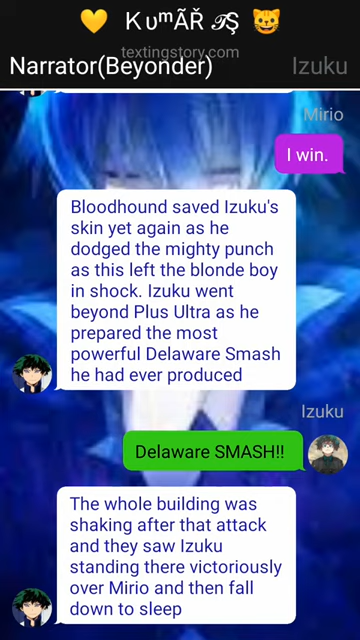 💛 KυᵐÃŘ 𝒯Ş 😺
textingstory.com
Narrator(Beyonder) Izuku
Mirio
I win.
Bloodhound saved Izuku's
skin yet again as he
dodged the mighty punch
as this left the blonde boy
in shock. Izuku went
beyond Plus Ultra as he
prepared the most
powerful Delaware Smash
he had ever produced
Izuku
Delaware SMASH!!
The whole building was
shaking after that attack
and they saw Izuku
standing there victoriously
over Mirio and then fall
down to sleep